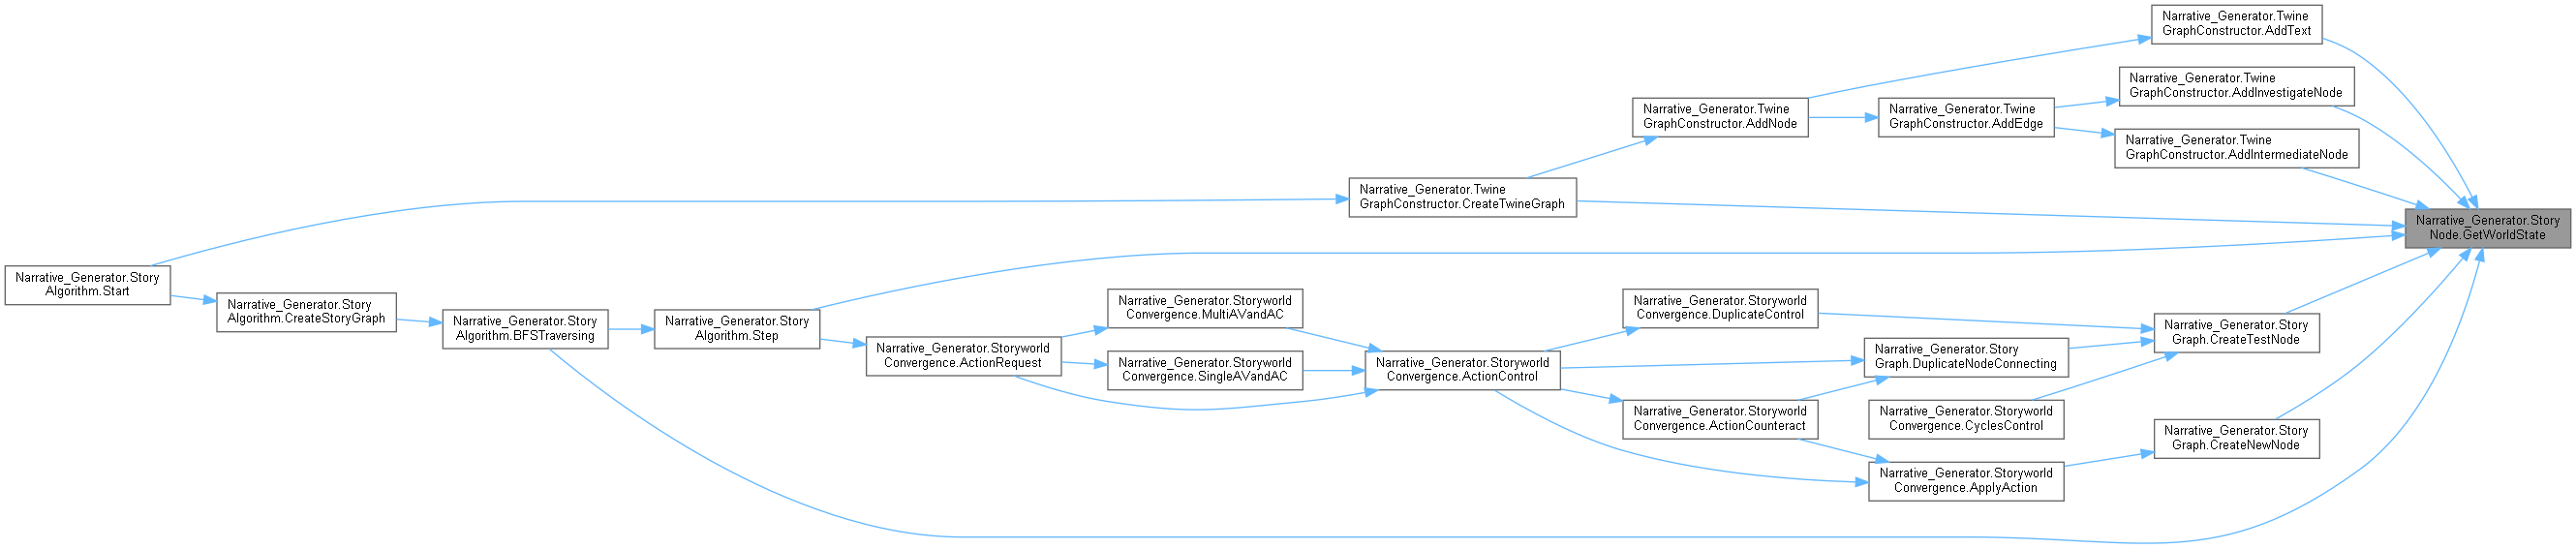 Narrative_Generator.Twine
GraphConstructor.AddText
Narrative_Generator.Twine
GraphConstructor.AddInvestigateNode
Narrative_Generator.Twine
GraphConstructor.AddNode
Narrative_Generator.Twine
GraphConstructor.AddEdge
Narrative_Generator.Twine
GraphConstructor.AddIntermediateNode
Narrative_Generator.Twine
GraphConstructor.CreateTwineGraph
Narrative_Generator.Story
Node.GetWorldState
Narrative_Generator.Story
Algorithm.Start
Narrative_Generator.Story
Algorithm.CreateStoryGraph
Narrative_Generator.Story
Algorithm.BFSTraversing
Narrative_Generator.Story
Algorithm.Step
Narrative_Generator.Storyworld
Convergence.ActionRequest
Narrative_Generator.Storyworld
Convergence.MultiAVandAC
Narrative_Generator.Storyworld
Convergence.SingleAVandAC
Narrative_Generator.Storyworld
Convergence.ActionControl
Narrative_Generator.Storyworld
Convergence.DuplicateControl
Narrative_Generator.Story
Graph.DuplicateNodeConnecting
Narrative_Generator.Story
Graph.CreateTestNode
Narrative_Generator.Storyworld
Convergence.ActionCounteract
Narrative_Generator.Storyworld
Convergence.CyclesControl
Narrative_Generator.Story
Graph.CreateNewNode
Narrative_Generator.Storyworld
Convergence.ApplyAction